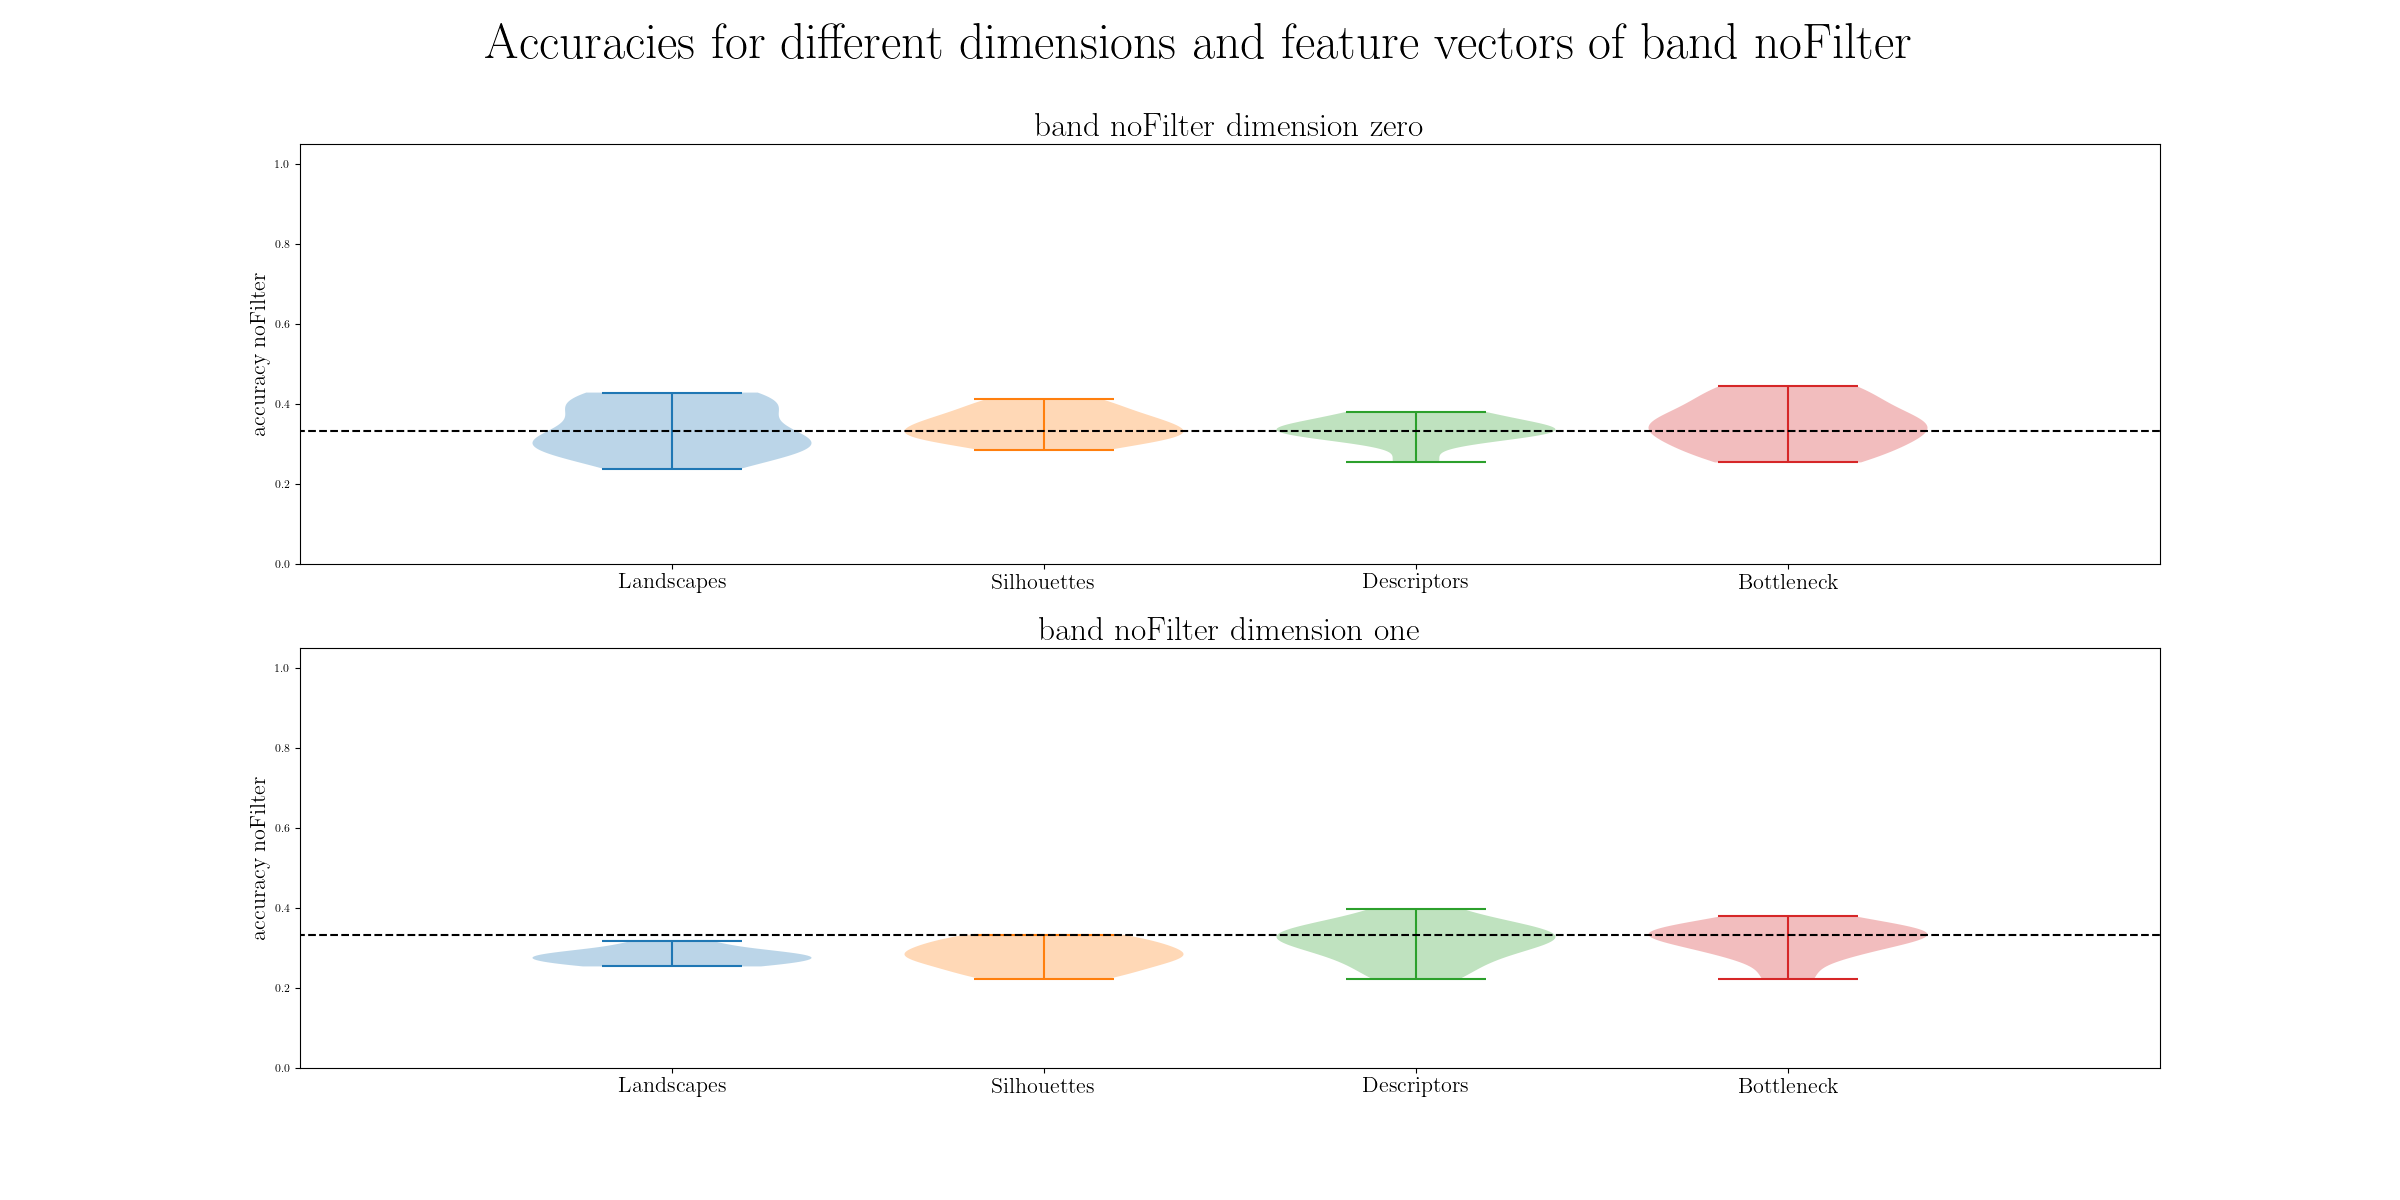 Accuracies for different dimensions and feature vectors of band noFilter
band noFilter dimension zero
accuracy noFilter
1.0
0.8
0.6
0.4
0.2
0.0
Landscapes Silhouettes Descriptors Bottleneck
band noFilter dimension one
accuracy noFilter
1.0
0.8
0.6
0.4
0.2
0.0
Landscapes Silhouettes Descriptors Bottleneck